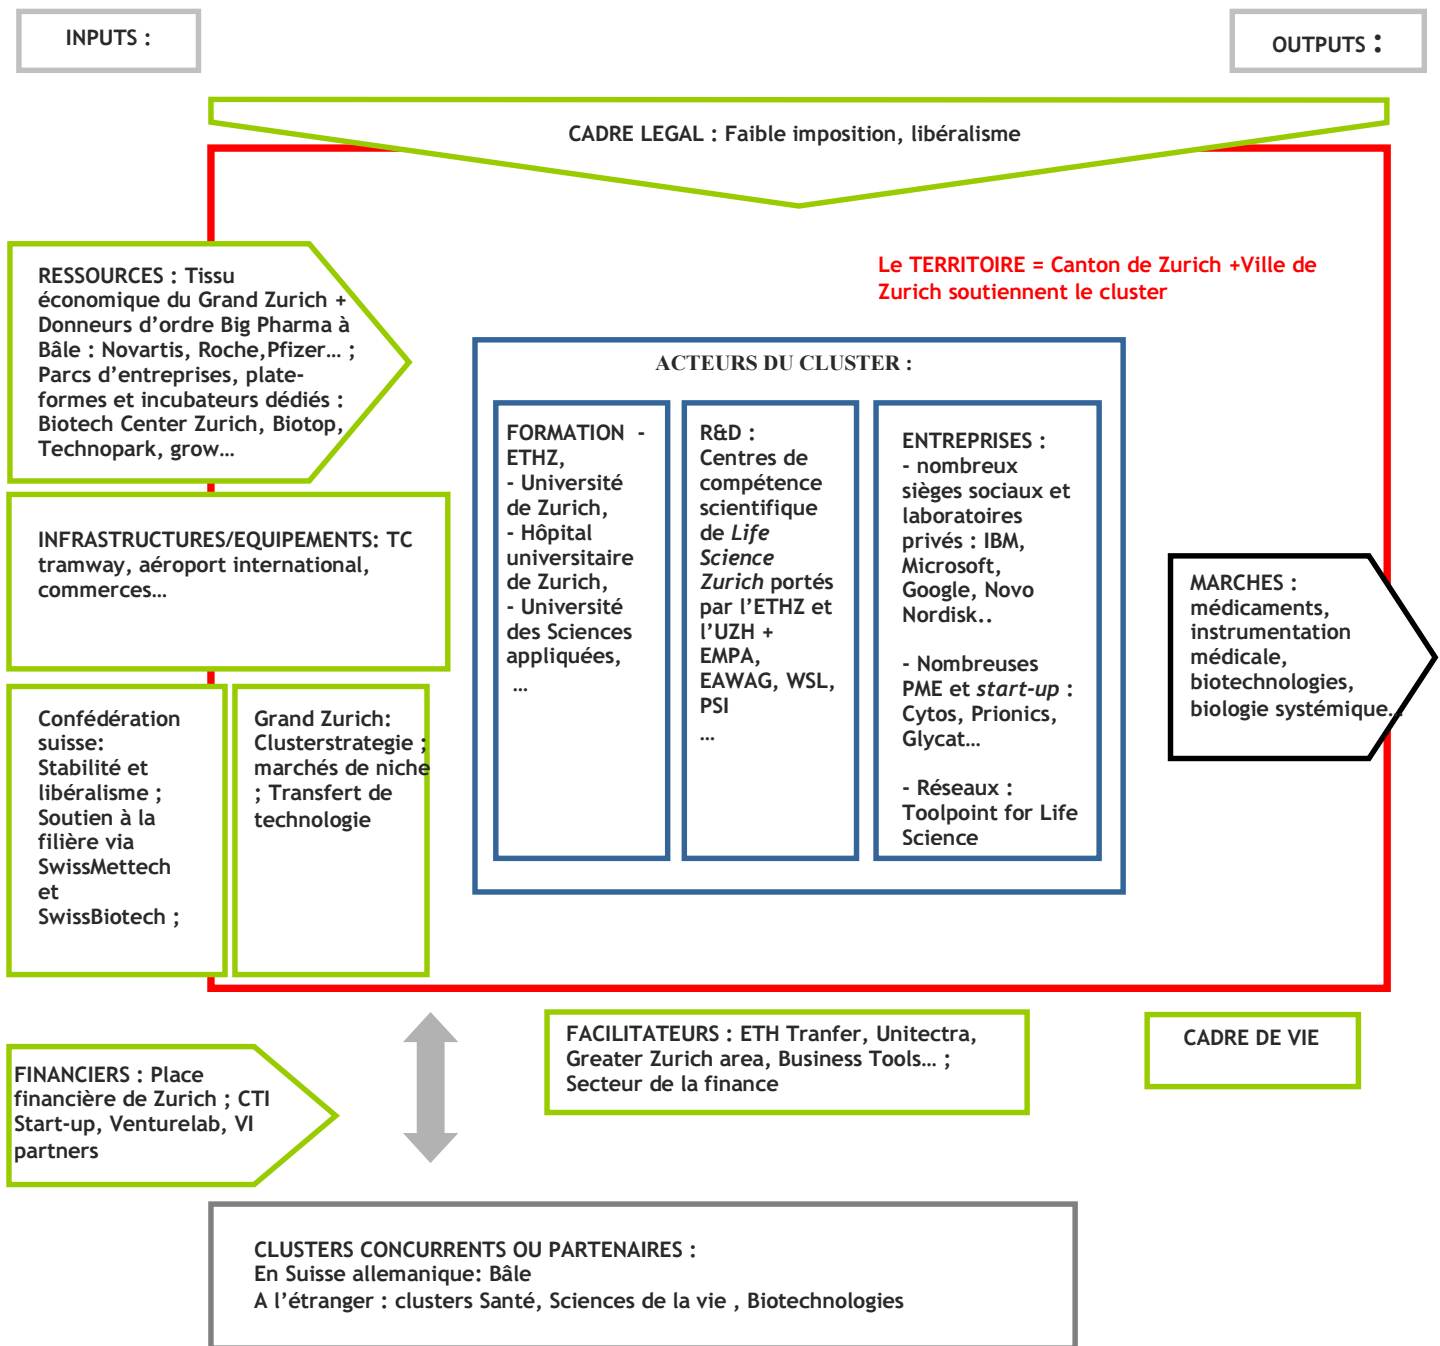 INPUTS :
OUTPUTS :
CADRE LEGAL : Faible imposition, libéralisme
Le TERRITOIRE = Canton de Zurich +Ville de
Zurich soutiennent le cluster
RESSOURCES : Tissu
économique du Grand Zurich +
Donneurs d’ordre Big Pharma à
Bâle : Novartis, Roche,Pfizer… ;
Parcs d’entreprises, plate-
formes et incubateurs dédiés :
Biotech Center Zurich, Biotop,
Technopark, grow…
INFRASTRUCTURES/EQUIPEMENTS: TC
tramway, aéroport international,
commerces…
Confédération
suisse:
Stabilité et
libéralisme ;
Soutien à la
filière via
SwissMettech
et
SwissBiotech ;
Grand Zurich:
Clusterstrategie ;
marchés de niche
; Transfert de
technologie
ACTEURS DU CLUSTER :
FORMATION -
ETHZ,
- Université
de Zurich,
- Hôpital
universitaire
de Zurich,
- Université
des Sciences
appliquées,
…
R&D :
Centres de
compétence
scientifique
de Life
Science
Zurich portés
par l’ETHZ et
l’UZH +
EMPA,
EAWAG, WSL,
PSI
…
ENTREPRISES :
- nombreux
sièges sociaux et
laboratoires
privés : IBM,
Microsoft,
Google, Novo
Nordisk..
- Nombreuses
PME et start-up :
Cytos, Prionics,
Glycat…
- Réseaux :
Toolpoint for Life
Science
MARCHES :
médicaments,
instrumentation
médicale,
biotechnologies,
biologie systémique…
FINANCIERS : Place
financière de Zurich ; CTI
Start-up, Venturelab, VI
partners
FACILITATEURS : ETH Tranfer, Unitectra,
Greater Zurich area, Business Tools… ;
Secteur de la finance
CADRE DE VIE
CLUSTERS CONCURRENTS OU PARTENAIRES :
En Suisse allemanique: Bâle
A l’étranger : clusters Santé, Sciences de la vie , Biotechnologies